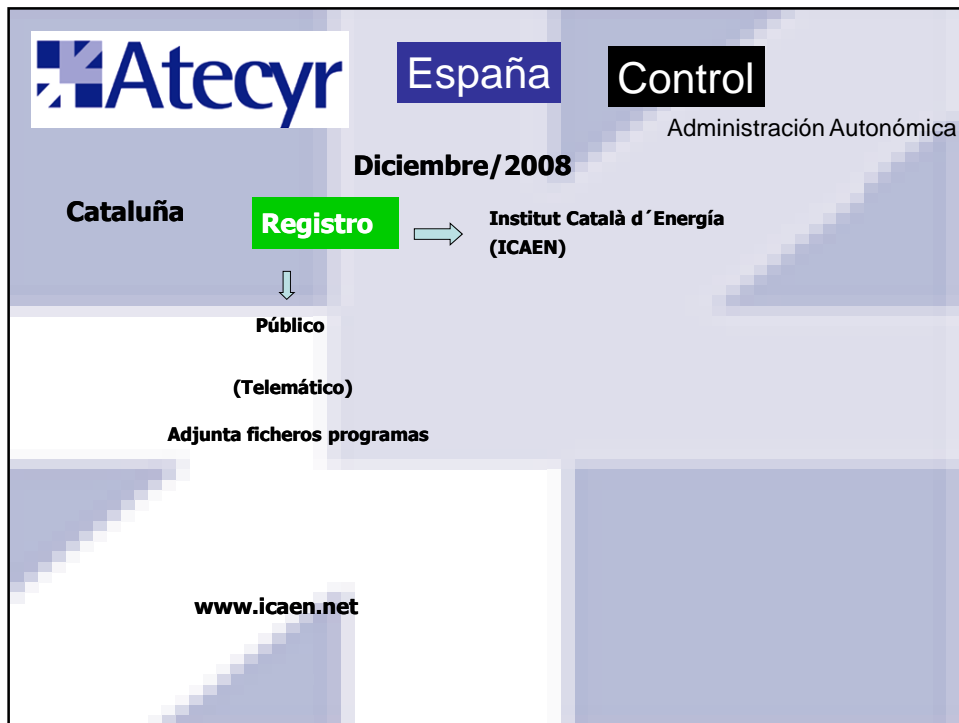 Atecyr
España
Control
Administración Autonómica
Diciembre/2008
Cataluña
Registro
Institut Català d´Energía
(ICAEN)
Público
(Telemático)
Adjunta ficheros programas
www.icaen.net